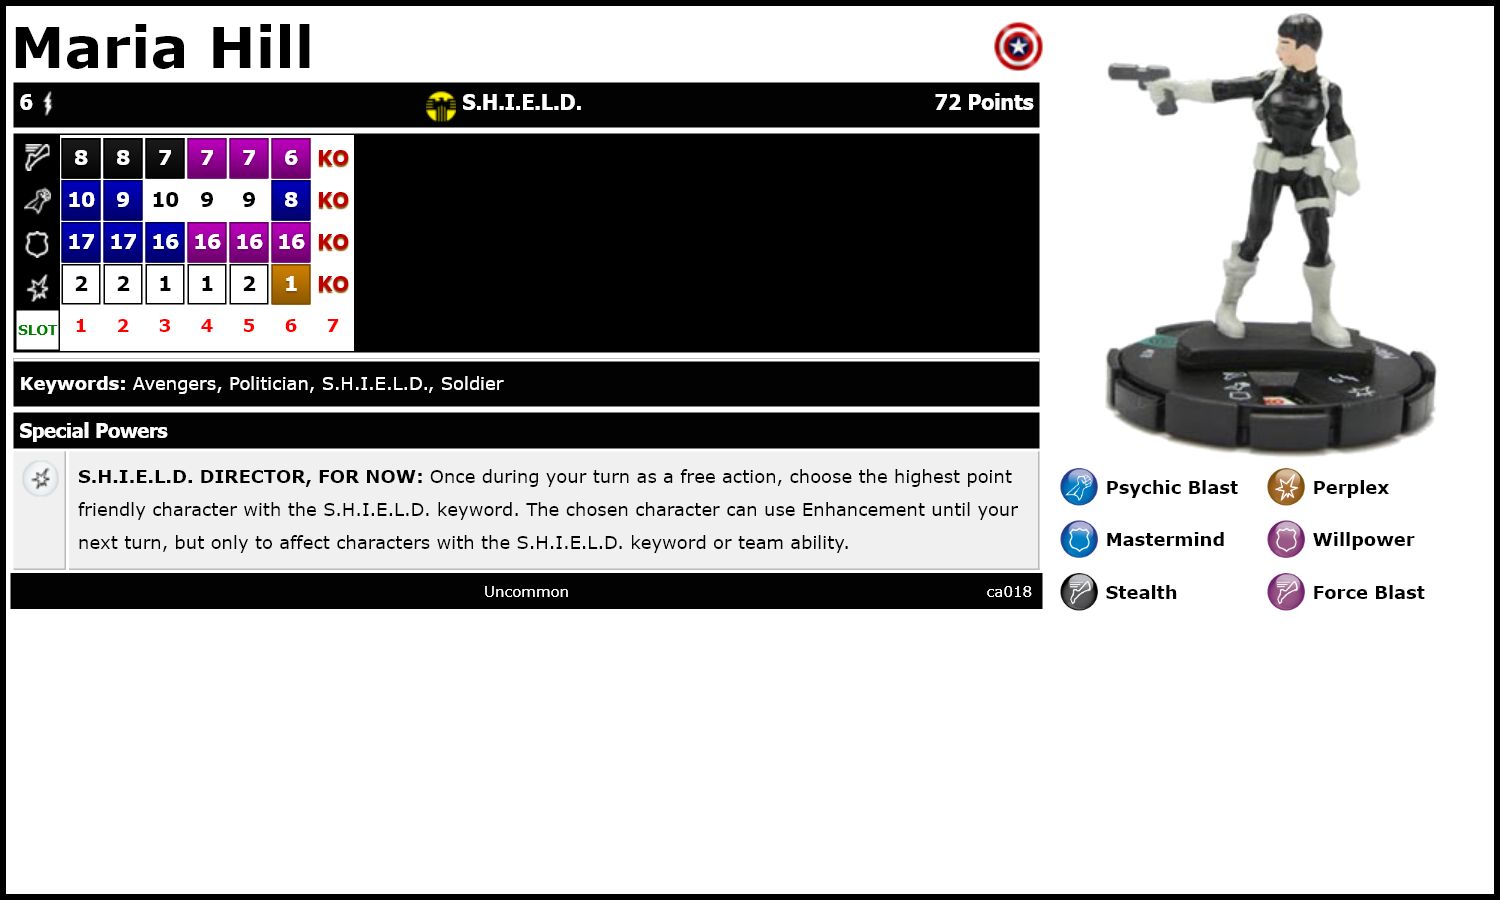 Maria Hill
6 S.H.I.E.L.D. 72 Points
8 8 7 7 7 6 KO
10 9 10 9 9 8 KO
17 17 16 16 16 16 KO
2 2 1 1 2 1 KO
SLOT 1 2 3 4 5 6 7
Keywords: Avengers, Politician, S.H.I.E.L.D., Soldier
Special Powers
S.H.I.E.L.D. DIRECTOR, FOR NOW: Once during your turn as a free action, choose the highest point
friendly character with the S.H.I.E.L.D. keyword. The chosen character can use Enhancement until your
next turn, but only to affect characters with the S.H.I.E.L.D. keyword or team ability.
Uncommon ca018
Psychic Blast Perplex
Mastermind Willpower
Stealth Force Blast